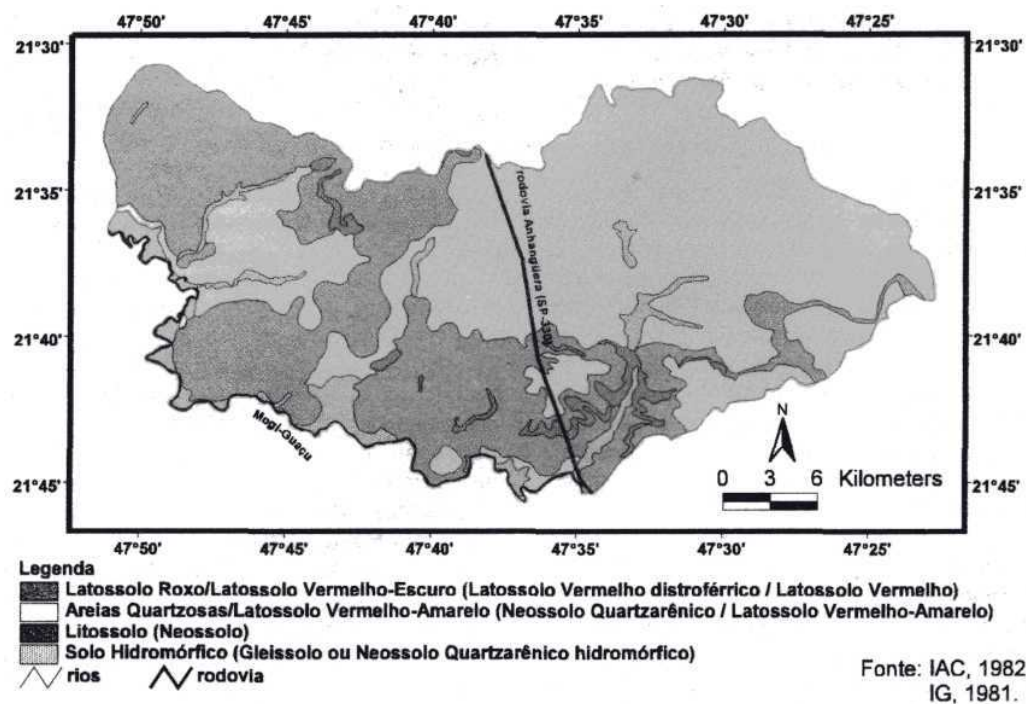 47°50' 47°45' 47°40' 47°35' 47°30' 47°25'
21°30' 21°30'
21°35' 21°35'
rodovia Anhangüera (SP-330)
21°40' 21°40'
Mogi-Guaçu
N
0 3 6 Kilometers
21°45' 21°45'
47°50' 47°45' 47°40' 47°35' 47°30' 47°25'
Legenda
Latossolo Roxo/Latossolo Vermelho-Escuro (Latossolo Vermelho distroférrico / Latossolo Vermelho)
Areias Quartzosas/Latossolo Vermelho-Amarelo (Neossolo Quartzarênico / Latossolo Vermelho-Amarelo)
Litossolo (Neossolo)
Solo Hidromórfico (Gleissolo ou Neossolo Quartzarênico hidromórfico)
rios rodovia
Fonte: IAC, 1982
IG, 1981.